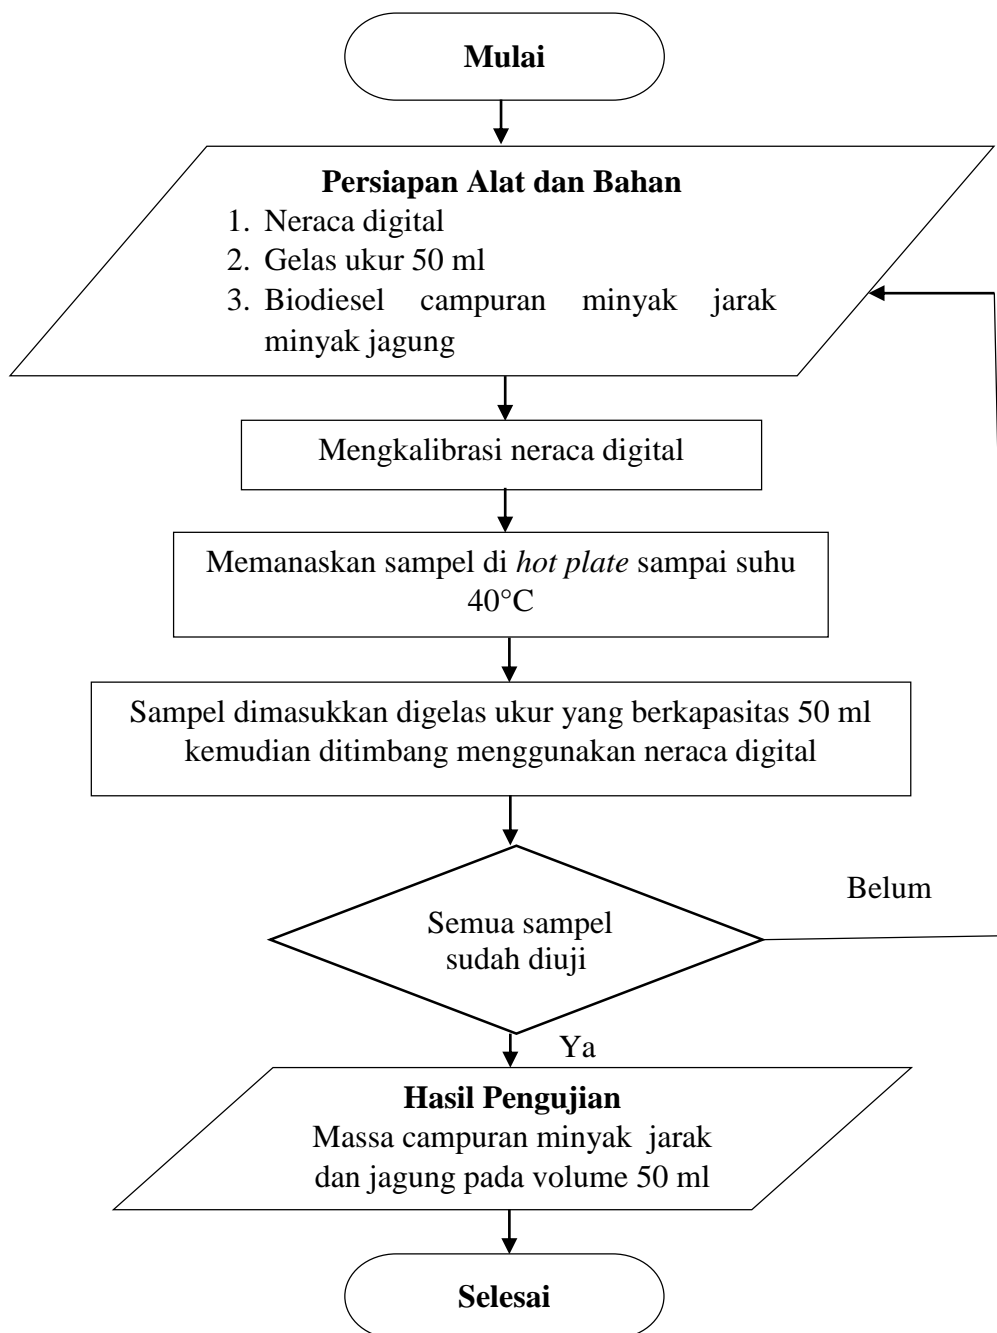 Mulai
Persiapan Alat dan Bahan
1. Neraca digital
2. Gelas ukur 50 ml
3. Biodiesel campuran minyak jarak
minyak jagung
Mengkalibrasi neraca digital
Memanaskan sampel di hot plate sampai suhu
40°C
Sampel dimasukkan digelas ukur yang berkapasitas 50 ml
kemudian ditimbang menggunakan neraca digital
Belum
Semua sampel
sudah diuji
Ya
Hasil Pengujian
Massa campuran minyak jarak
dan jagung pada volume 50 ml
Selesai